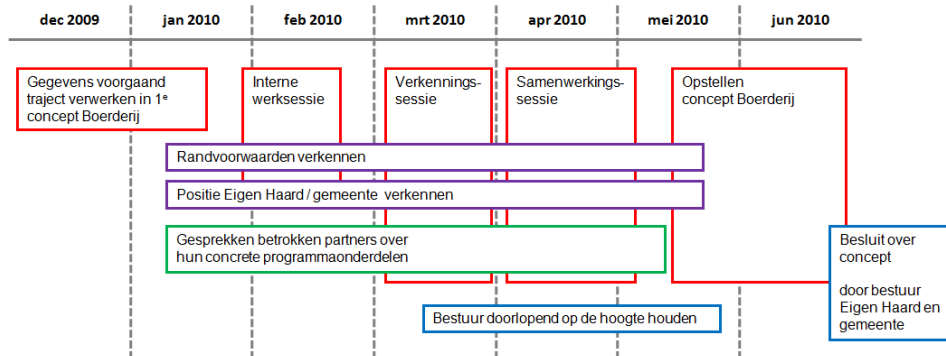 dec 2009
jan 2010
feb 2010
mrt 2010
apr 2010
mei 2010
jun 2010
Gegevens voorgaand
traject verwerken in 1e
concept Boerderij
Interne
werksessie
Verkennings-
sessie
Samenwerkings-
sessie
Opstellen
concept Boerderij
Randvoorwaarden verkennen
Positie Eigen Haard / gemeente verkennen
Gesprekken betrokken partners over
hun concrete programmaonderdelen
Besluit over
concept
door bestuur
Eigen Haard en
gemeente
Bestuur doorlopend op de hoogte houden